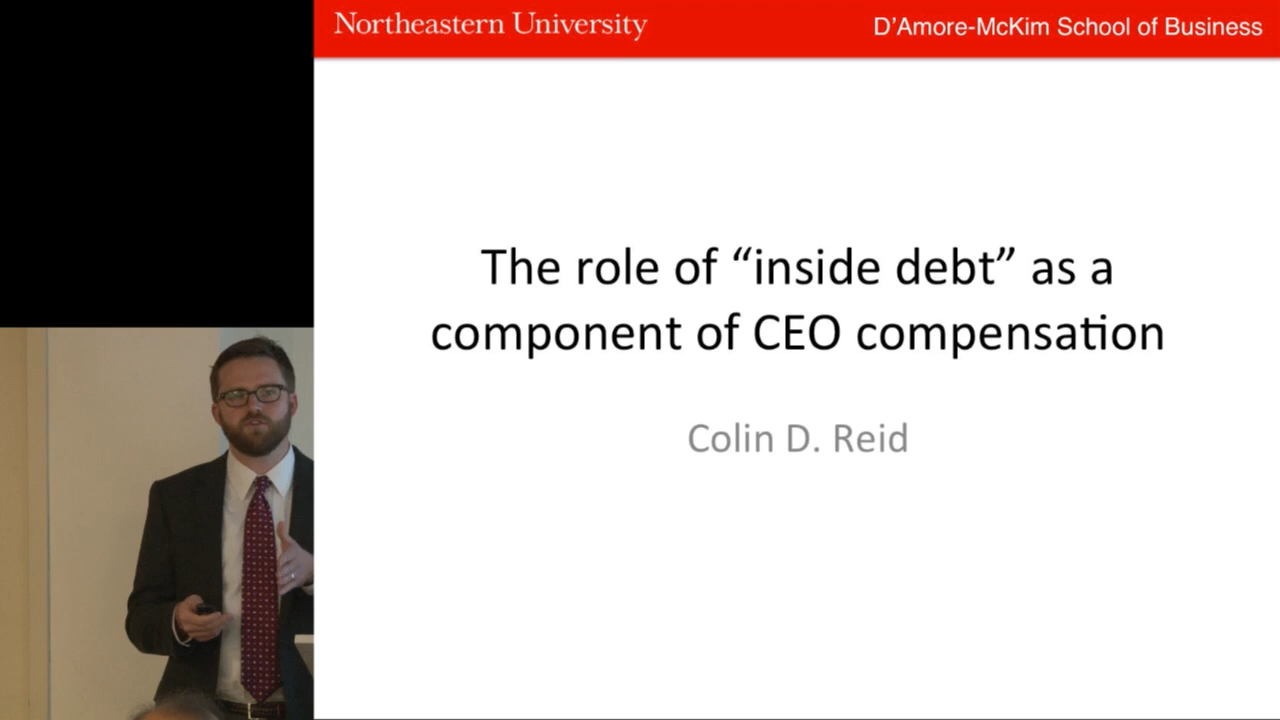 Northeastern University
D'Amore-McKim School of Business
The role of “inside debt” as a
component of CEO compensation
Colin D. Reid